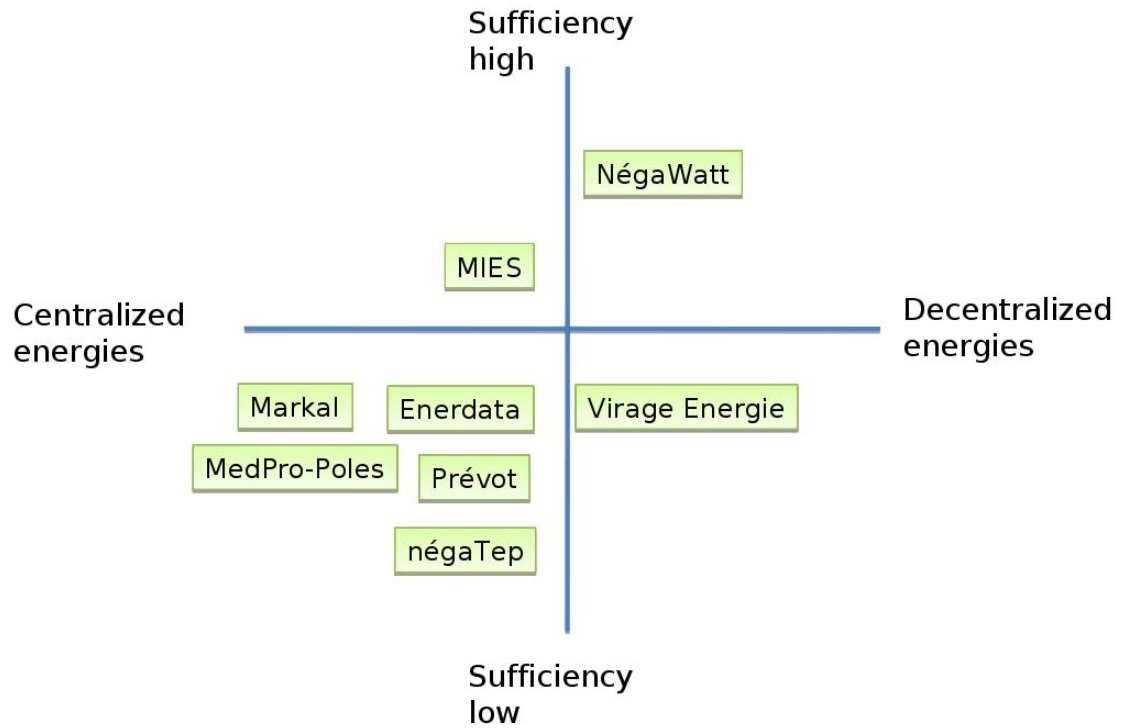 Sufficiency
high
NégaWatt
MIES
Centralized
energies
Decentralized
energies
Markal
Enerdata
Virage Energie
MedPro-Poles
Prévot
négaTep
Sufficiency
low